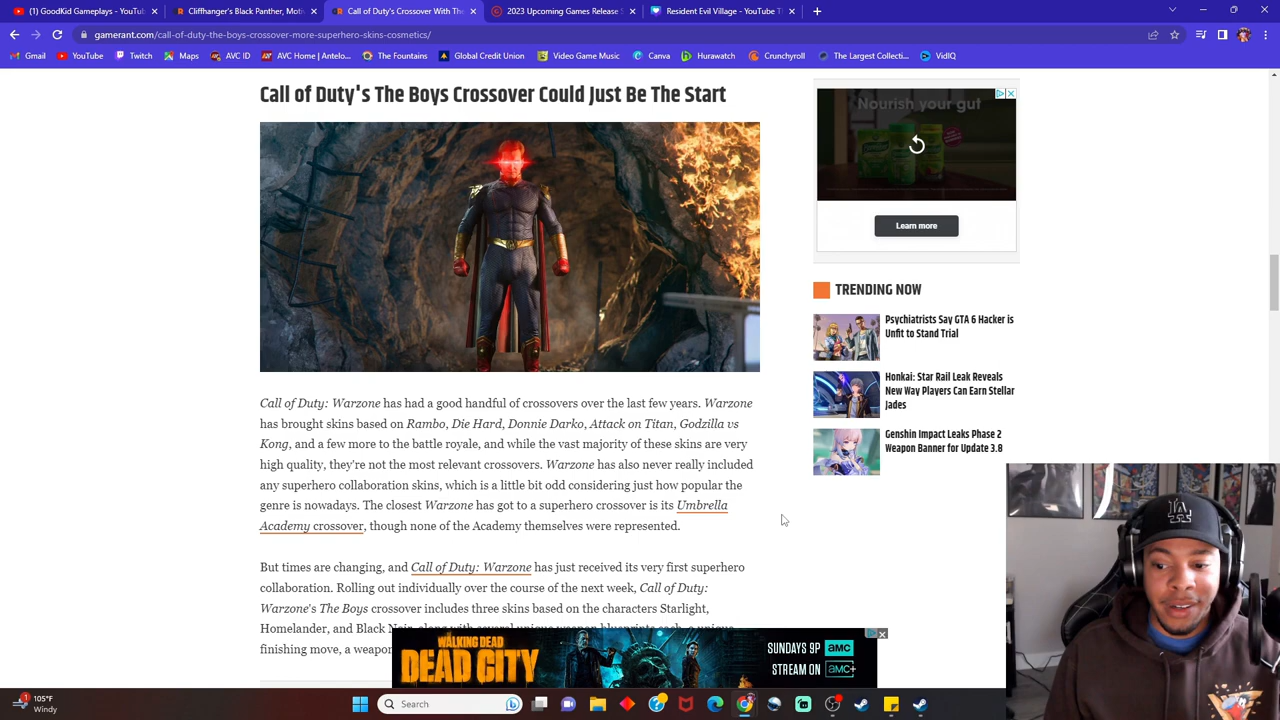 (1) GoodKid Gameplays - YouTube
Cliffhanger's Black Panther, Moti
Call of Duty's Crossover With The
2023 Upcoming Games Release S
Resident Evil Village - YouTube
gamerant.com/call-of-duty-the-boys-crossover-more-superhero-skins-cosmetics/
Gmail YouTube Twitch Maps AVC ID AVC Home | Antelo... FAFSA Global Credit Union Video Game Music Canva Hurawatch Crunchyroll The Largest Collect... VidIQ
Call of Duty's The Boys Crossover Could Just Be The Start
Call of Duty: Warzone has had a good handful of crossovers over the last few years. Warzone
has brought skins based on Rambo, Die Hard, Donnie Darko, Attack on Titan, Godzilla vs
Kong, and a few more to the battle royale, and while the vast majority of these skins are very
high quality, they're not the most relevant crossovers. Warzone has also never really included
any superhero collaboration skins, which is a little bit odd considering just how popular the
genre is nowadays. The closest Warzone has got to a superhero crossover is its Umbrella
Academy crossover, though none of the Academy themselves were represented.
But times are changing, and Call of Duty: Warzone has just received its very first superhero
collaboration. Rolling out individually over the course of the next week, Call of Duty:
Warzone's The Boys crossover includes three skins based on the characters Starlight,
Homelander, and Black Noir, along with several unique weapon blueprints each, a unique
finishing move, a weapon
Nourish your gut
Learn more
TRENDING NOW
Psychiatrists Say GTA 6 Hacker is
Unfit to Stand Trial
Honkai: Star Rail Leak Reveals
New Way Players Can Earn Stellar
Jades
Genshin Impact Leaks Phase 2
Weapon Banner for Update 3.8
LA
THE
WALKING DEAD
DEAD CITY
SUNDAYS 9P amc
STREAM ON amc+
1
105°F
Windy
Search